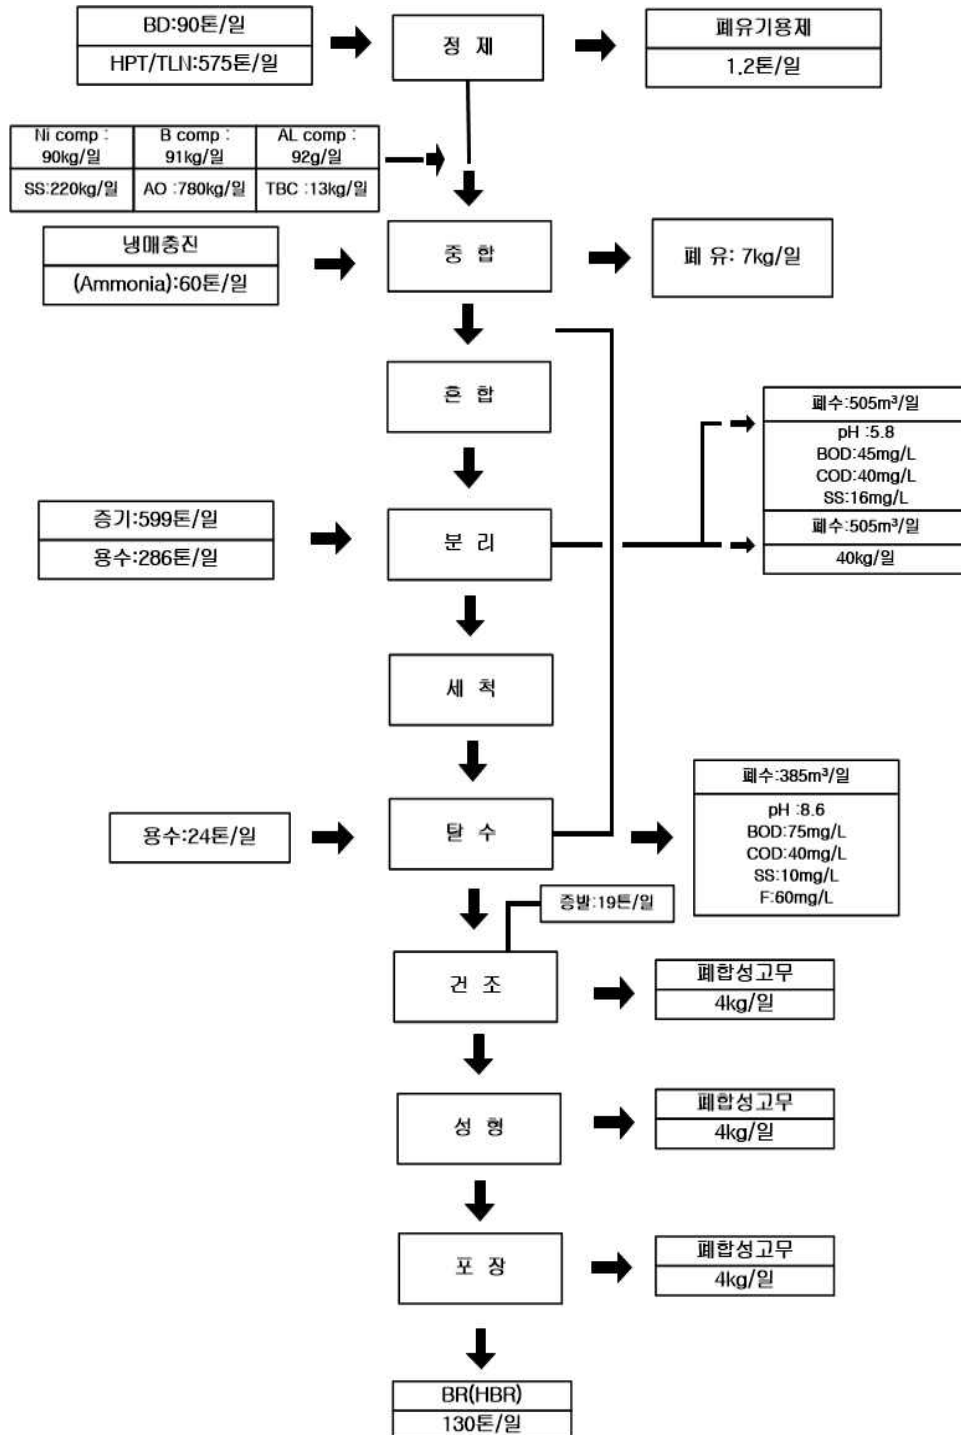 BD:90톤/일
HPT/TLN:575톤/일
정 제
폐유기용제
1.2톤/일
Ni comp :
90kg/일
B comp :
91kg/일
AL comp :
92g/일
SS:220kg/일
AO :780kg/일
TBC :13kg/일
냉매충진
(Ammonia):60톤/일
중 합
폐 유: 7kg/일
혼 합
폐수:505m³/일
pH :5.8
BOD:45mg/L
COD:40mg/L
SS:16mg/L
폐수:505m³/일
40kg/일
증기:599톤/일
용수:286톤/일
분 리
세 척
폐수:385m³/일
pH :8.6
BOD:75mg/L
COD:40mg/L
SS:10mg/L
F:60mg/L
용수:24톤/일
탈 수
증발:19톤/일
건 조
폐합성고무
4kg/일
성 형
폐합성고무
4kg/일
포 장
폐합성고무
4kg/일
BR(HBR)
130톤/일